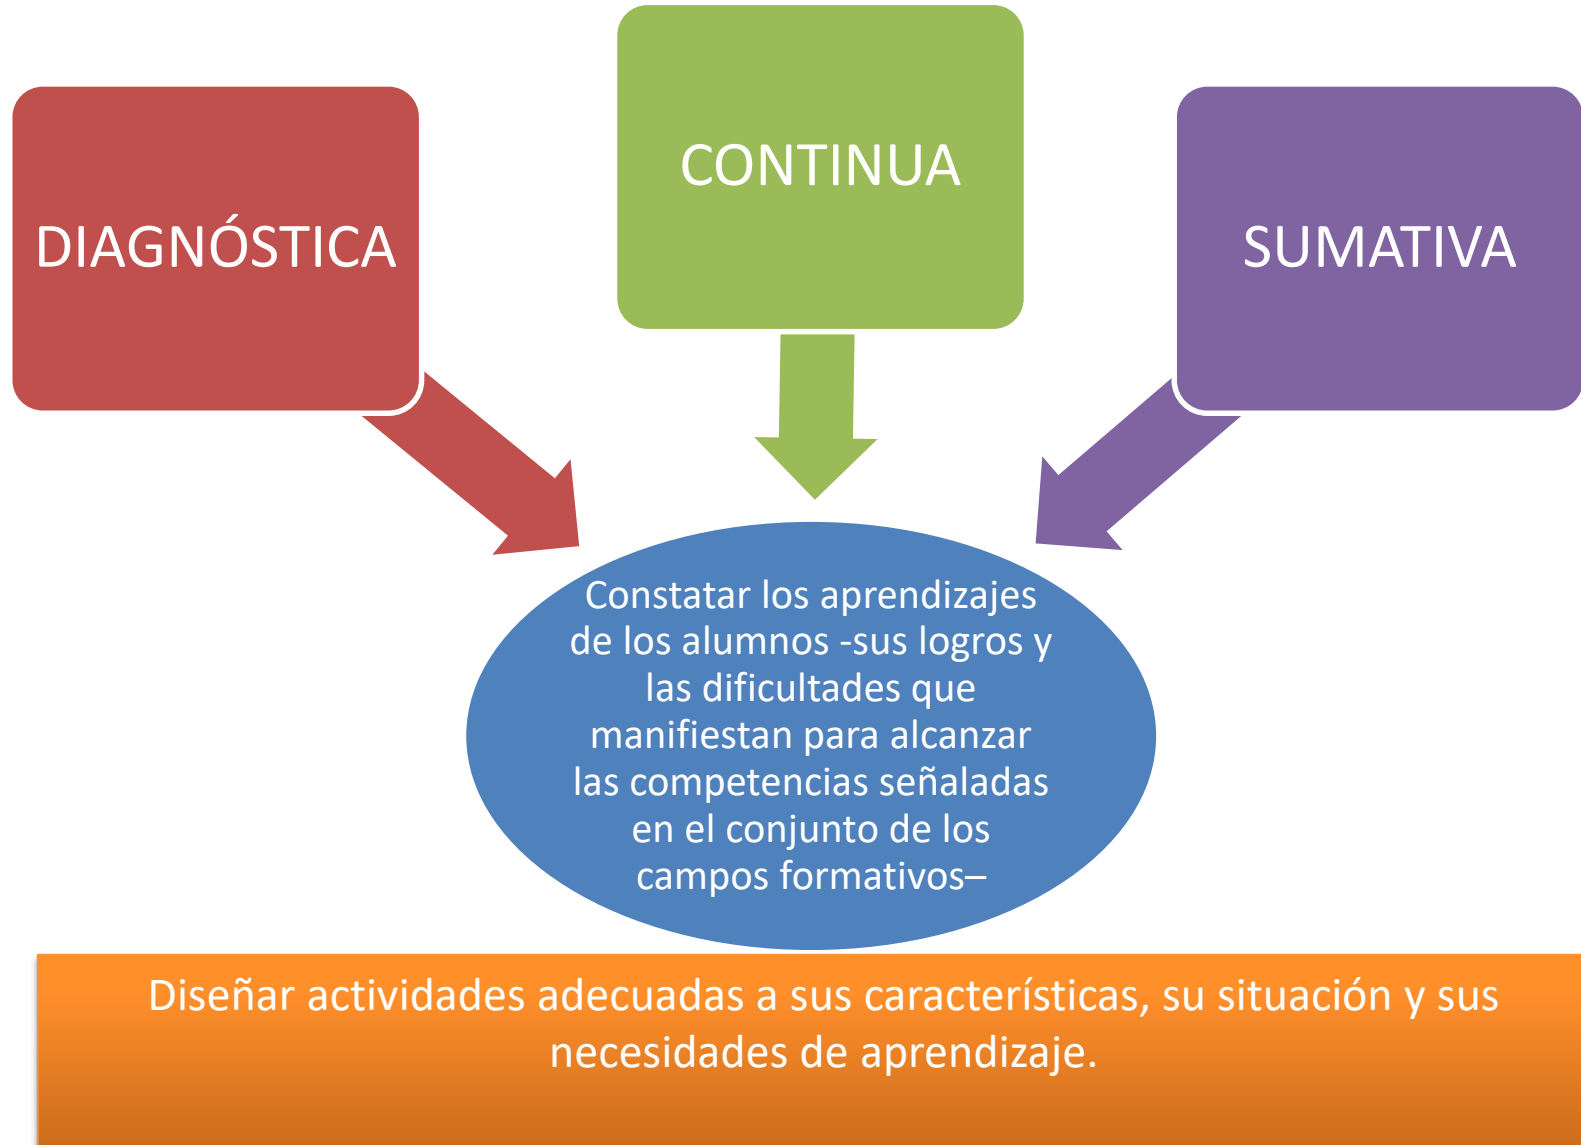 DIAGNÓSTICA
CONTINUA
SUMATIVA
Constatar los aprendizajes
de los alumnos -sus logros y
las dificultades que
manifiestan para alcanzar
las competencias señaladas
en el conjunto de los
campos formativos–
Diseñar actividades adecuadas a sus características, su situación y sus
necesidades de aprendizaje.